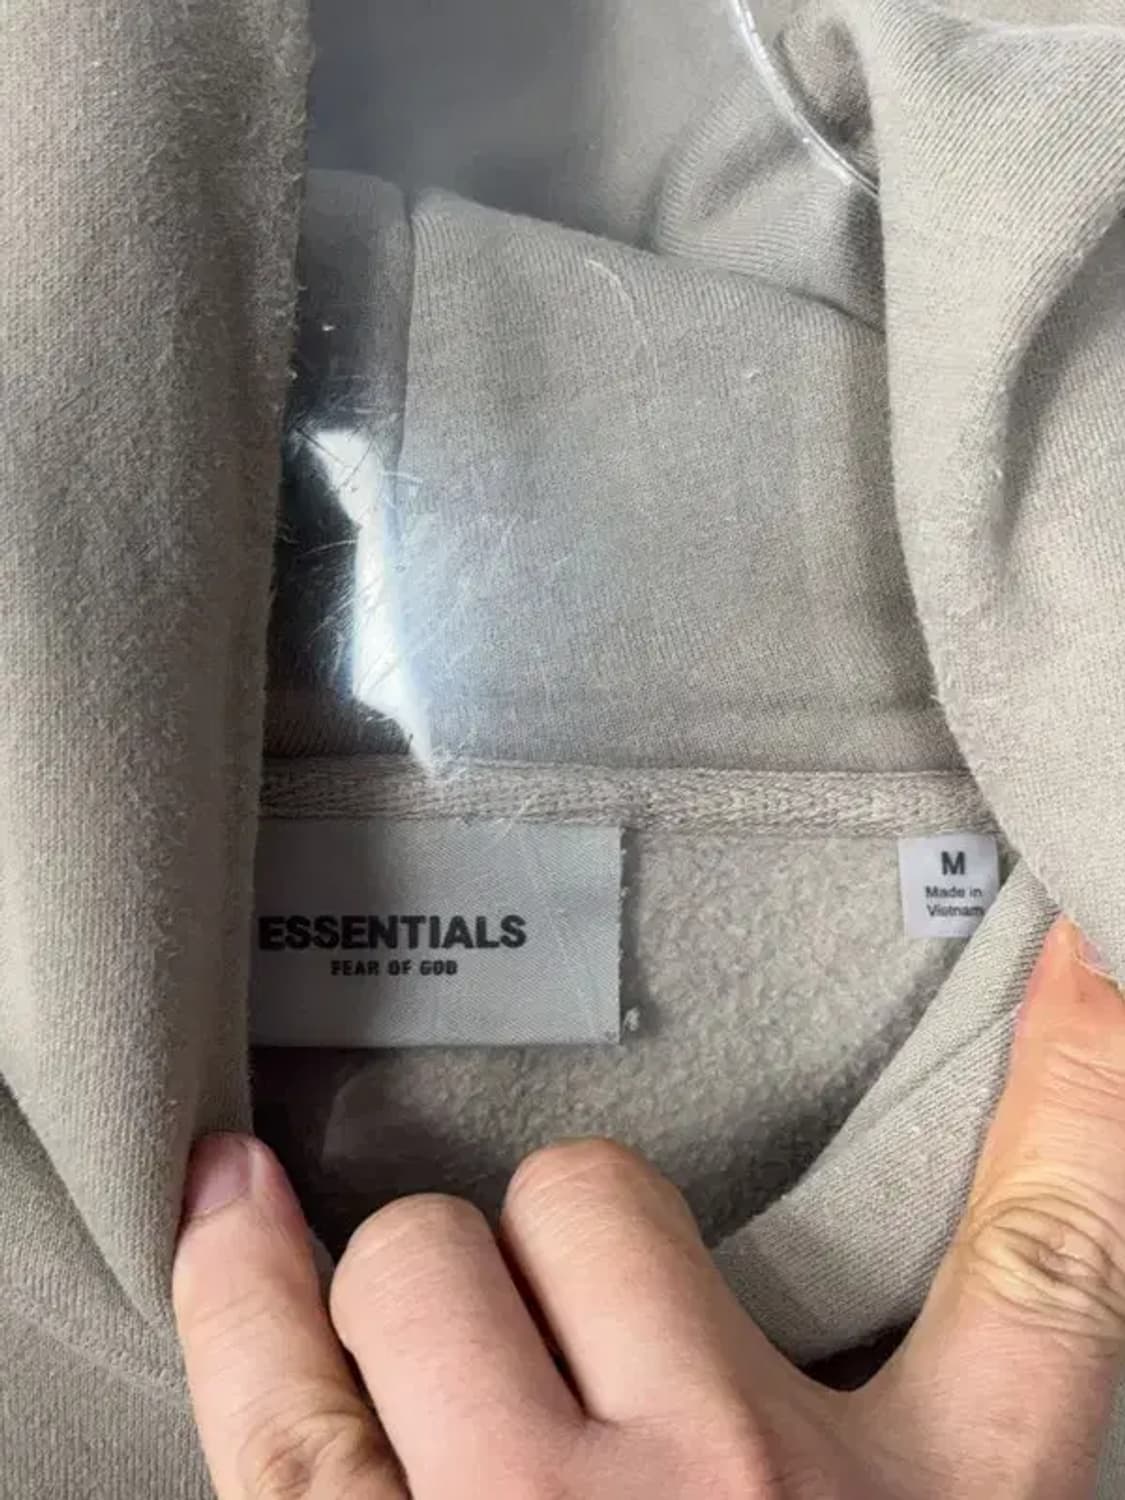 ESSENTIALS
FEAR OF GOD
M
Made in
Vietnam